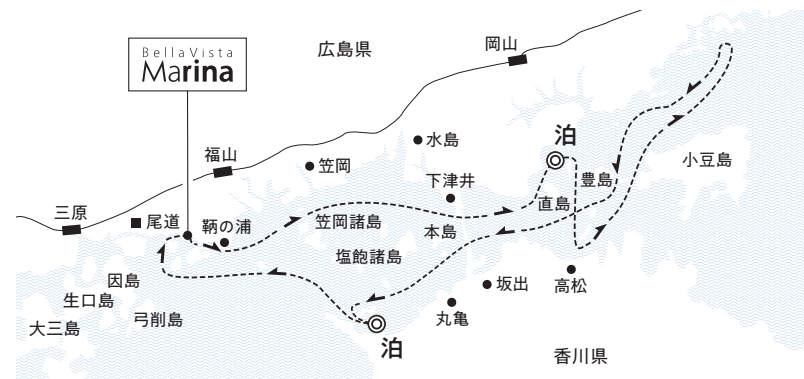 BellaVista
Marina
広島県
岡山
水島
泊
福山
笠岡
小豆島
下津井
豊島
三原
尾道
鞆の浦
笠岡諸島
直島
本島
塩飽諸島
因島
坂出
高松
生口島
丸亀
大三島
弓削島
泊
香川県